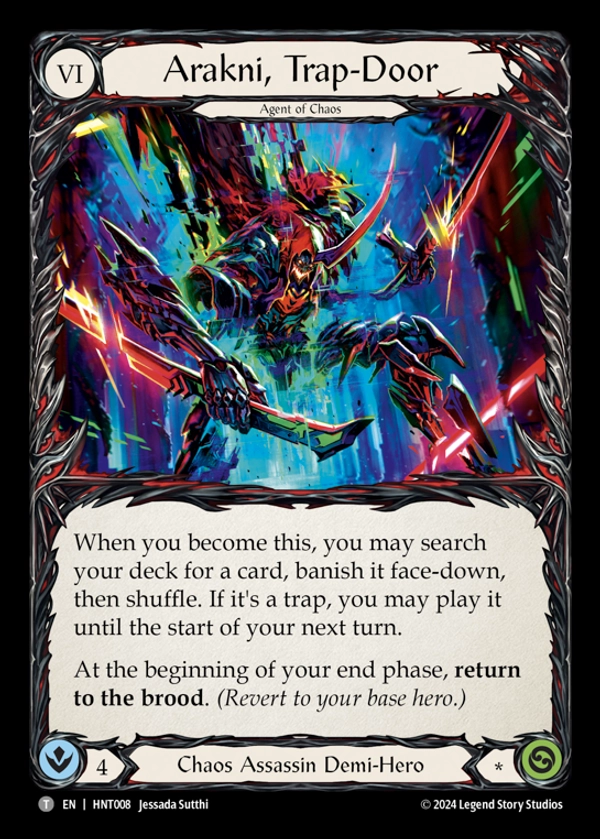 VI
Arakni, Trap-Door
Agent of Chaos
When you become this, you may search
your deck for a card, banish it face-down,
then shuffle. If it's a trap, you may play it
until the start of your next turn.
At the beginning of your end phase, return
to the brood. (Revert to your base hero.)
4
Chaos Assassin Demi-Hero
*
T EN | HNT008 Jessada Sutthi
© 2024 Legend Story Studios